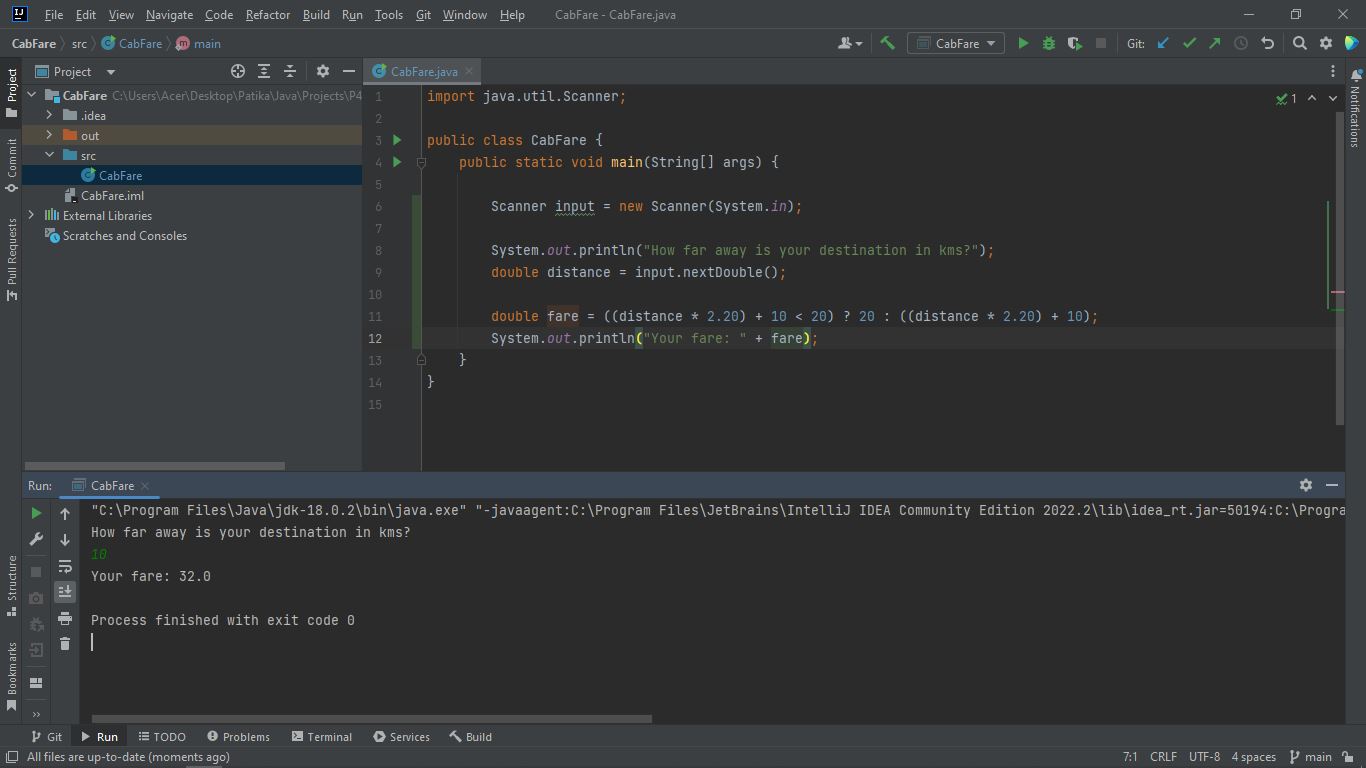 File Edit View Navigate Code Refactor Build Run Tools Git Window Help CabFare - CabFare.java
CabFare src CabFare main CabFare Git:
Project
CabFare.java
CabFare C:\Users\Acer\Desktop\Patika\Java\Projects\P4
.idea
out
src
CabFare
CabFare.iml
External Libraries
Scratches and Consoles
Project
Commit
Pull Requests
Structure
Bookmarks
Notifications
1
1 import java.util.Scanner;
2
3 public class CabFare {
4 public static void main(String[] args) {
5
6 Scanner input = new Scanner(System.in);
7
8 System.out.println("How far away is your destination in kms?");
9 double distance = input.nextDouble();
10
11 double fare = ((distance * 2.20) + 10 < 20) ? 20 : ((distance * 2.20) + 10);
12 System.out.println("Your fare: " + fare);
13 }
14 }
15
Run: CabFare
"C:\Program Files\Java\jdk-18.0.2\bin\java.exe" "-javaagent:C:\Program Files\JetBrains\IntelliJ IDEA Community Edition 2022.2\lib\idea_rt.jar=50194:C:\Progra
How far away is your destination in kms?
10
Your fare: 32.0
Process finished with exit code 0
Git Run TODO Problems Terminal Services Build
All files are up-to-date (moments ago) 7:1 CRLF UTF-8 4 spaces main